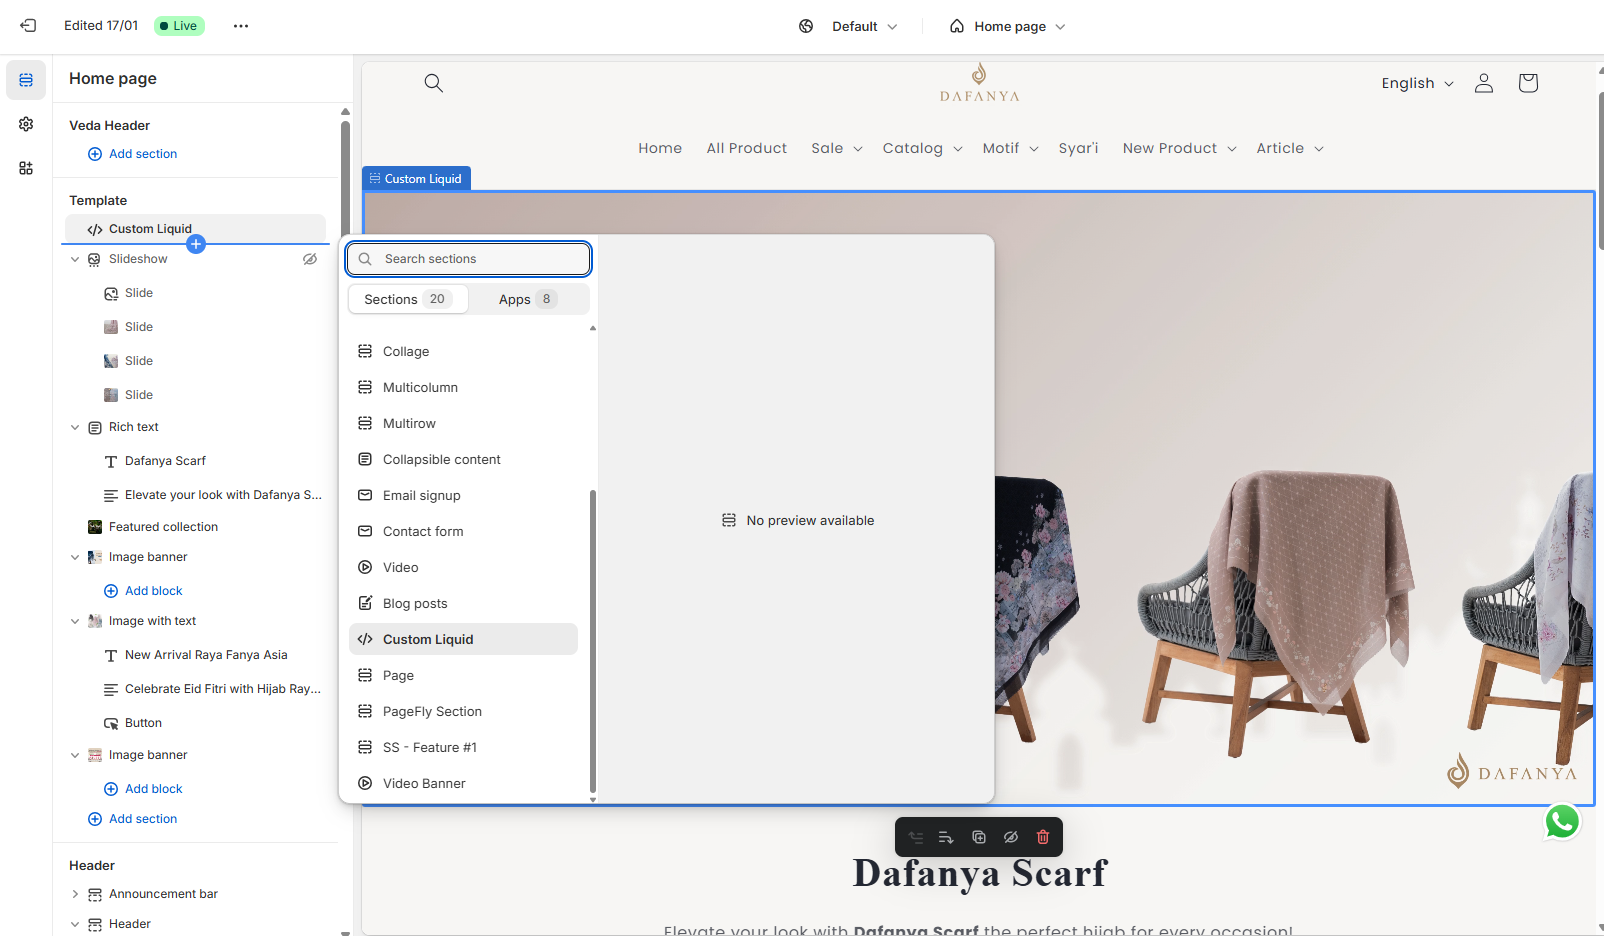 Edited 17/01
Live
Default
Home page
Home page
Veda Header
Add section
Template
Custom Liquid
Slideshow
Slide
Slide
Slide
Slide
Rich text
Dafanya Scarf
Elevate your look with Dafanya S...
Featured collection
Image banner
Add block
Image with text
New Arrival Raya Fanya Asia
Celebrate Eid Fitri with Hijab Ray...
Button
Image banner
Add block
Add section
Header
Announcement bar
Header
Search sections
Sections 20
Apps 8
Collage
Multicolumn
Multirow
Collapsible content
Email signup
Contact form
Video
Blog posts
Custom Liquid
Page
PageFly Section
SS - Feature #1
Video Banner
No preview available
DAFANYA
English
Home All Product Sale Catalog Motif Syar'i New Product Article
Custom Liquid
DAFANYA
Dafanya Scarf
Elevate your look with Dafanya Scarf the perfect hijab for every occasion!